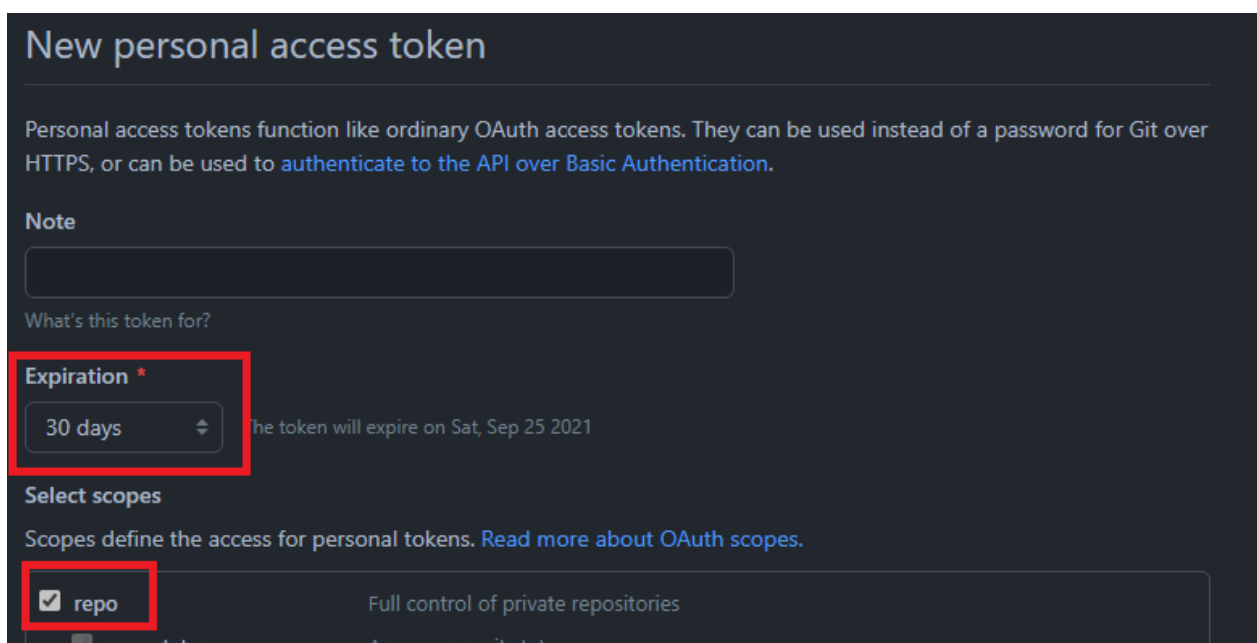 New personal access token
Personal access tokens function like ordinary OAuth access tokens. They can be used instead of a password for Git over
HTTPS, or can be used to authenticate to the API over Basic Authentication.
Note
What's this token for?
Expiration *
30 days
he token will expire on Sat, Sep 25 2021
Select scopes
Scopes define the access for personal tokens. Read more about OAuth scopes.
repo
Full control of private repositories